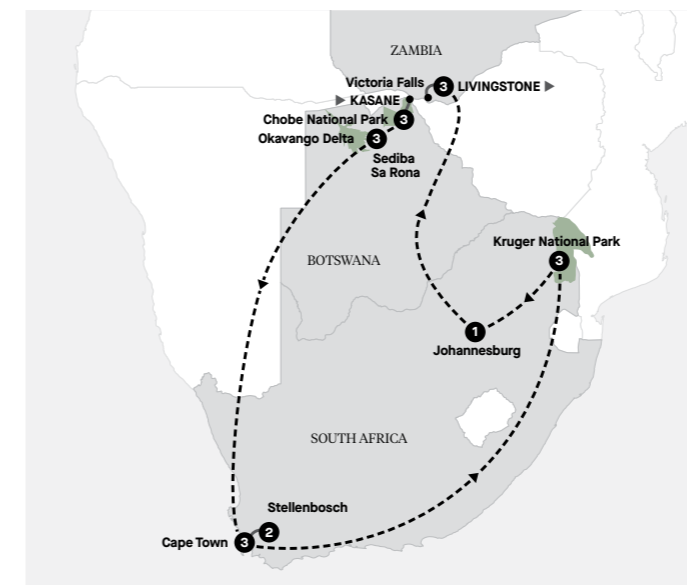 ZAMBIA
Victoria Falls
3
LIVINGSTONE ▶
▶ KASANE
Chobe National Park
3
Okavango Delta
3
Sediba
Sa Rona
Kruger National Park
3
BOTSWANA
1
Johannesburg
SOUTH AFRICA
Stellenbosch
2
Cape Town
3